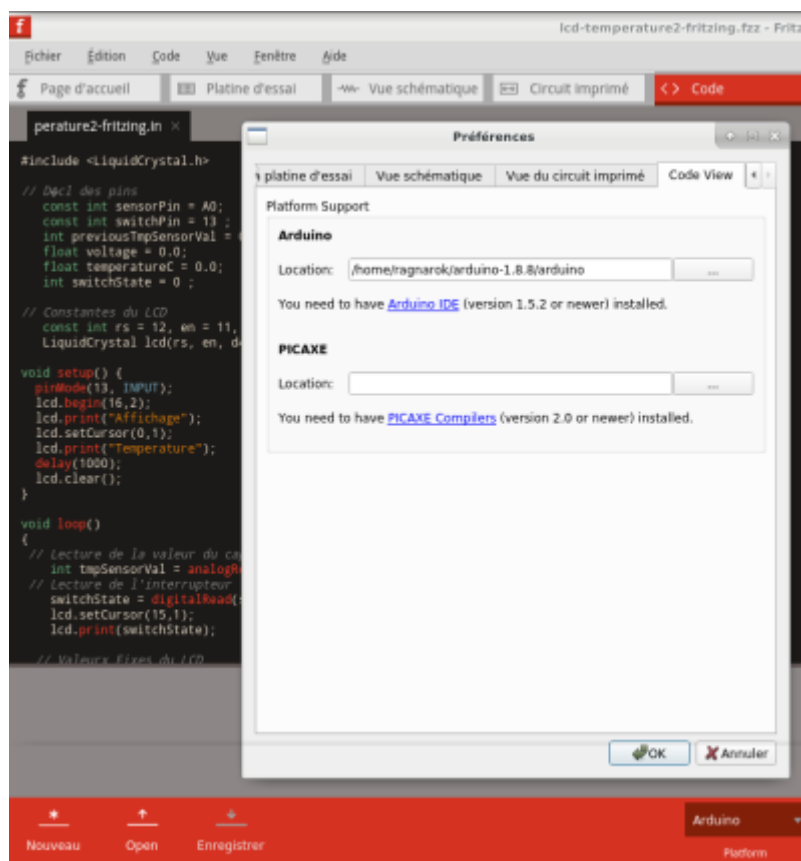 f
lcd-temperature2-fritzing.fzz - Fritz
Fichier Édition Code Vue Fenêtre Aide
Page d'accueil Platine d'essai Vue schématique Circuit imprimé <> Code
perature2-fritzing.in ×
#include <LiquidCrystal.h>
// Décl des pins
const int sensorPin = A0;
const int switchPin = 13 ;
int previousTmpSensorVal =
float voltage = 0.0;
float temperatureC = 0.0;
int switchState = 0 ;
// Constantes du LCD
const int rs = 12, en = 11,
LiquidCrystal lcd(rs, en, d
void setup() {
pinMode(13, INPUT);
lcd.begin(16,2);
lcd.print("Affichage");
lcd.setCursor(0,1);
lcd.print("Temperature");
delay(1000);
lcd.clear();
}
void loop()
{
// Lecture de la valeur du ca
int tmpSensorVal = analogR
// Lecture de l'interrupteur
switchState = digitalRead(
lcd.setCursor(15,1);
lcd.print(switchState);
// Valeurs fixes du LCD
Préférences
platine d'essai Vue schématique Vue du circuit imprimé Code View
Platform Support
Arduino
Location: /home/ragnarok/arduino-1.8.8/arduino ...
You need to have Arduino IDE (version 1.5.2 or newer) installed.
PICAXE
Location: ...
You need to have PICAXE Compilers (version 2.0 or newer) installed.
OK Annuler
Nouveau Open Enregistrer
Arduino
Platform